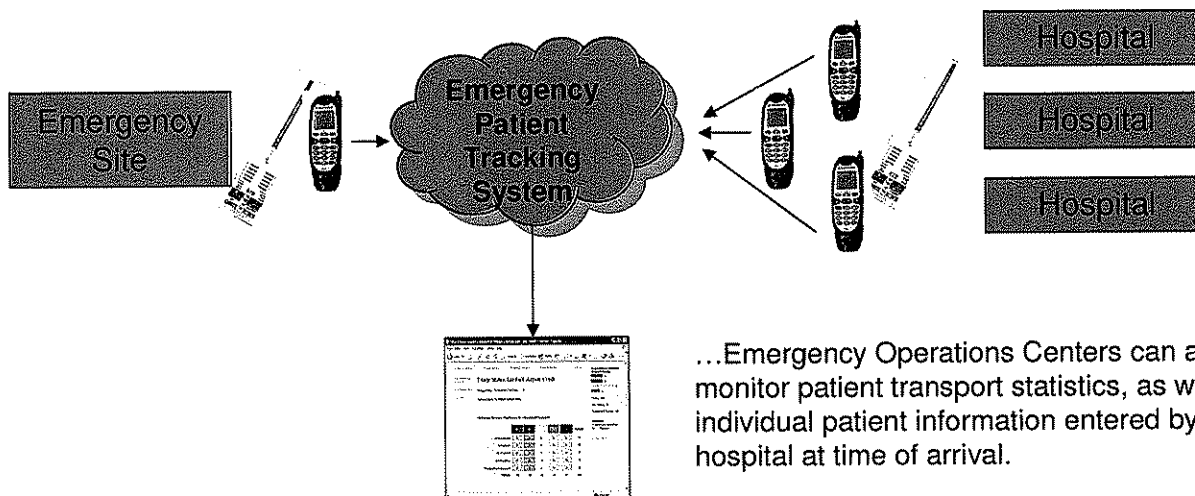 Emergency
Site
Emergency
Patient
Tracking
System
Hospital
Hospital
Hospital
…Emergency Operations Centers can a
monitor patient transport statistics, as w
individual patient information entered by
hospital at time of arrival.